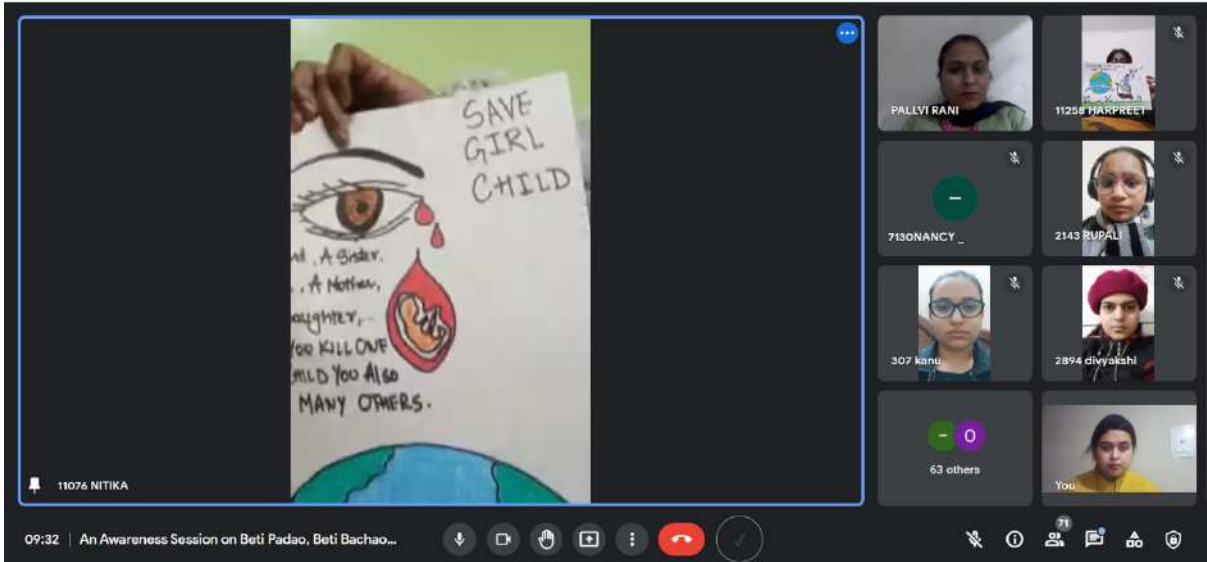 SAVE
GIRL
CHILD
A Sister.
A Mother,
aughter,..
YOU KILL ONE
HILD YOU Also
MANY OTHERS.
11076 NITIKA
PALLVI RANI
11258 HARPREET
7130NANCY _
2143 RUPALI
307 kanu
2894 divyakshi
- O
63 others
You
09:32 | An Awareness Session on Beti Padao, Beti Bachao...
71